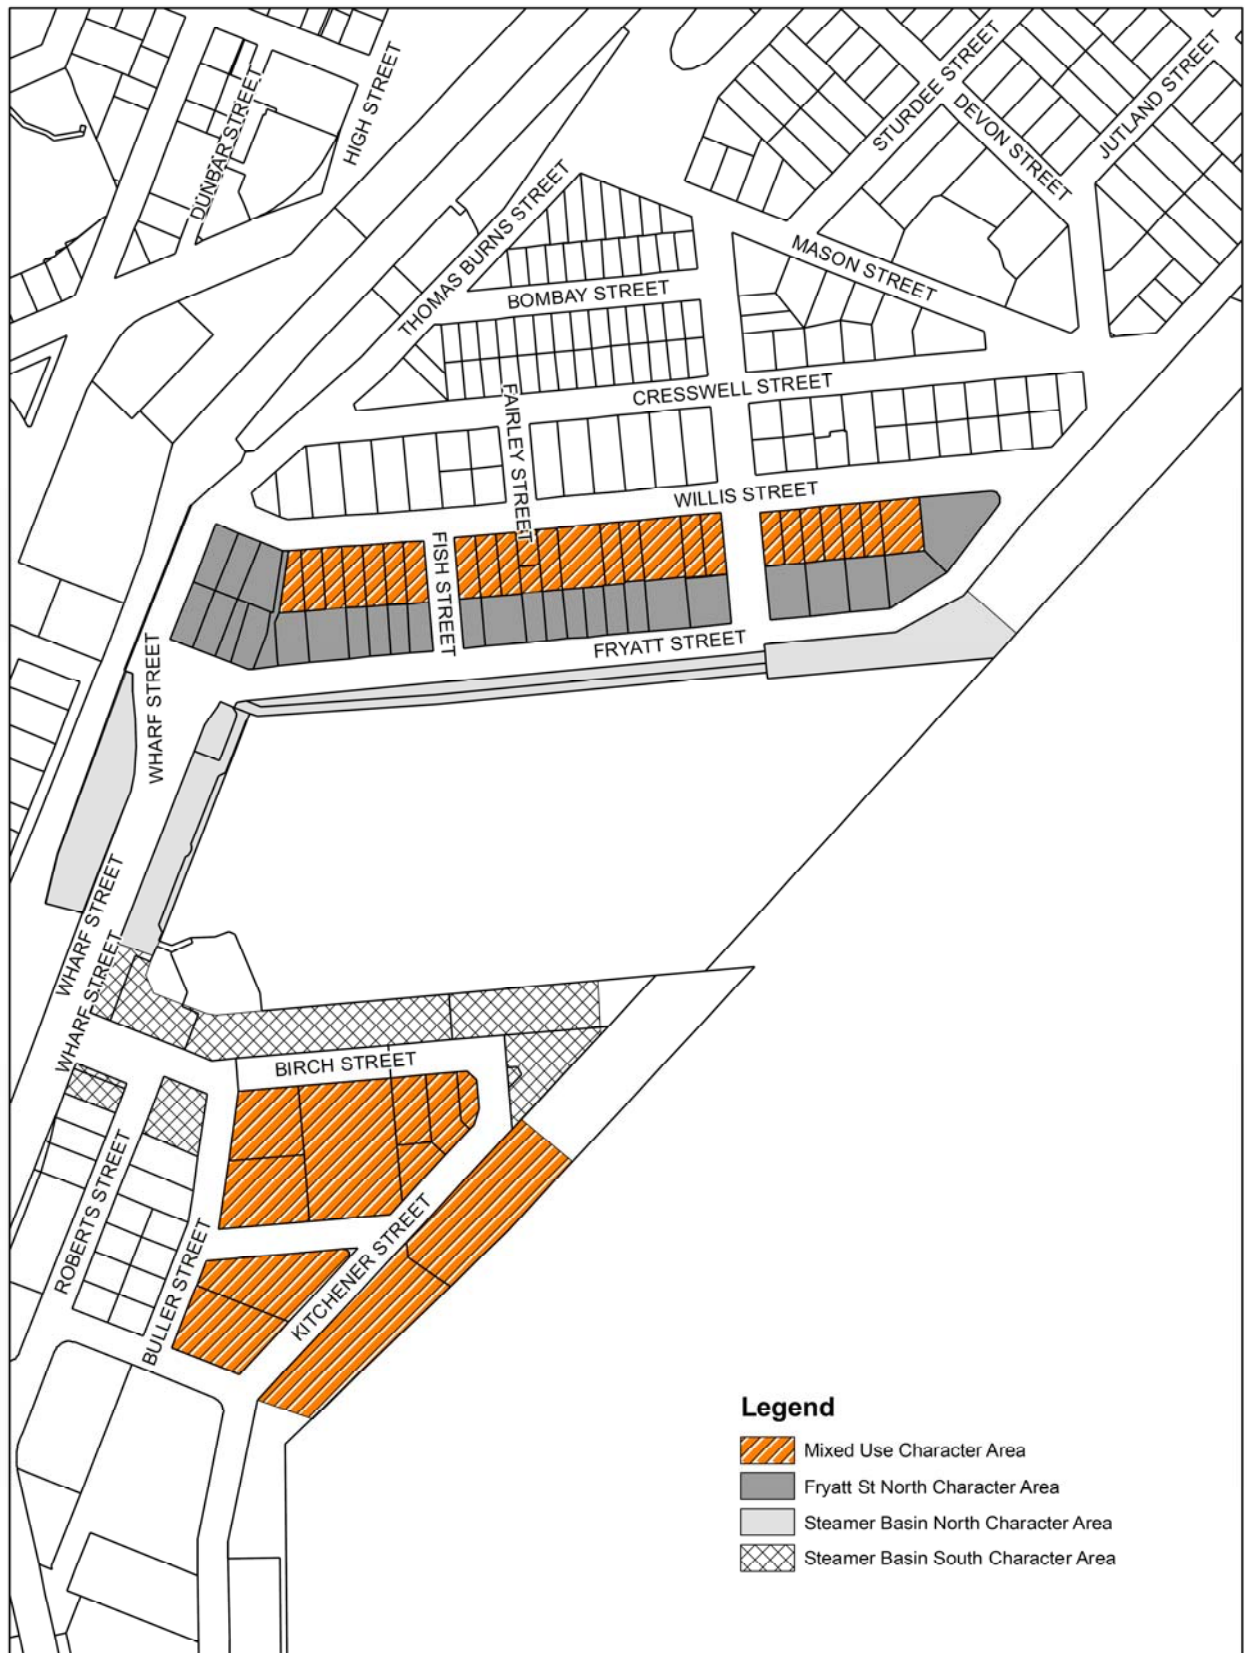 HIGH STREET
DUNBAR STREET
STURDEE STREET
DEVON STREET
JUTLAND STREET
THOMAS BURNS STREET
MASON STREET
BOMBAY STREET
CRESSWELL STREET
FAIRLEY STREET
WILLIS STREET
FISH STREET
FRYATT STREET
WHARF STREET
WHARF STREET
WHARF STREET
BIRCH STREET
ROBERTS STREET
BULLER STREET
KITCHENER STREET
Legend
Mixed Use Character Area
Fryatt St North Character Area
Steamer Basin North Character Area
Steamer Basin South Character Area